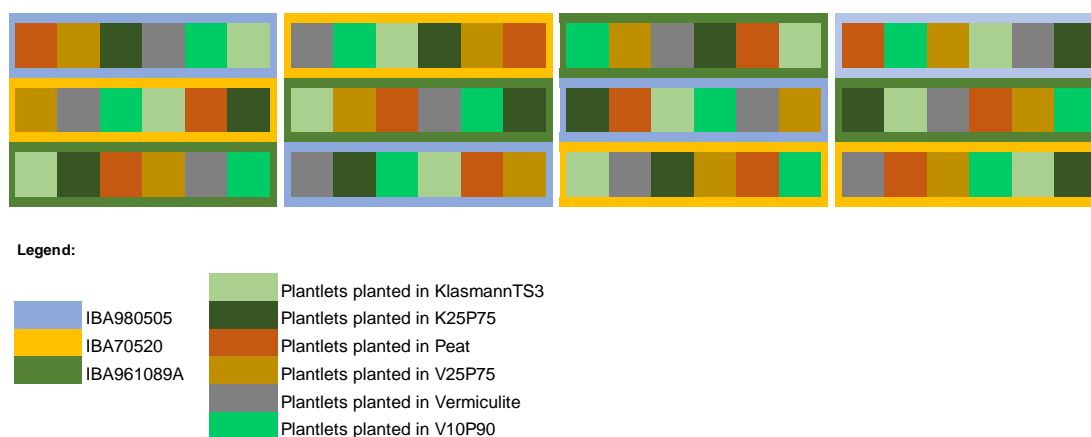 Legend:
Plantlets planted in KlasmannTS3
IBA980505
Plantlets planted in K25P75
IBA70520
Plantlets planted in Peat
IBA961089A
Plantlets planted in V25P75
Plantlets planted in Vermiculite
Plantlets planted in V10P90